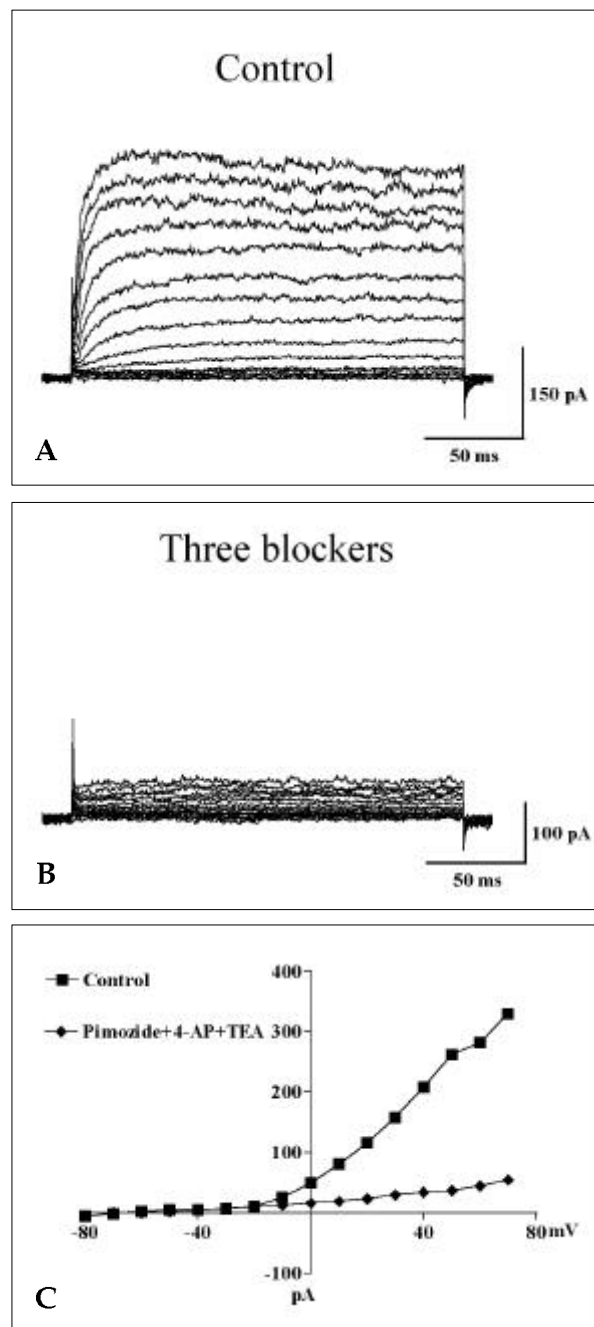 Control
150 pA
50 ms
A
Three blockers
100 pA
50 ms
B
Control
Pimozide+4-AP+TEA
400
300
200
100
-80
-40
40
80 mV
-100
pA
C